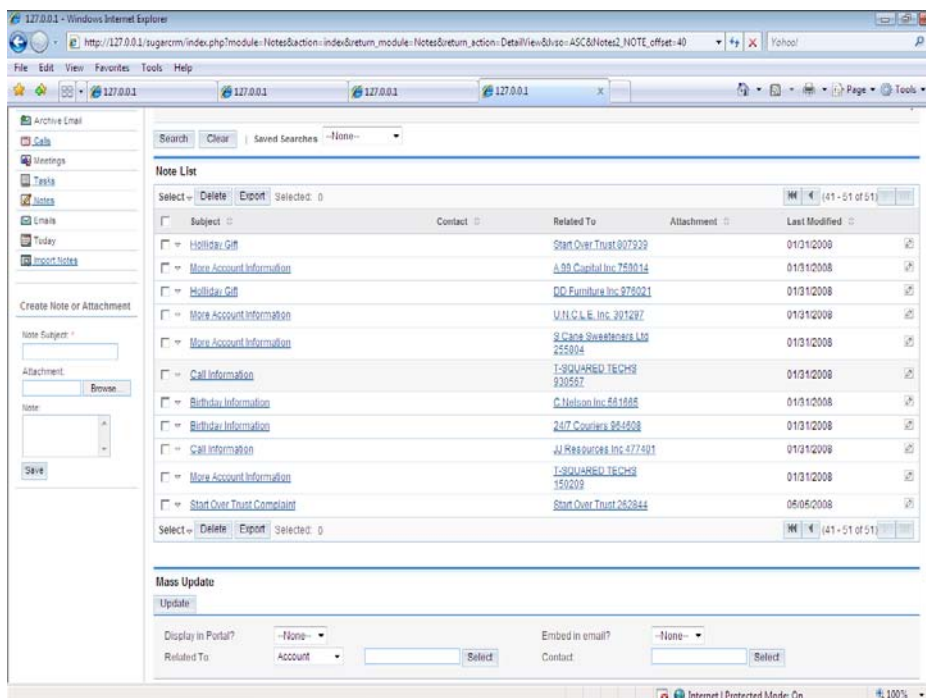 127.0.0.1 - Windows Internet Explorer
http://127.0.0.1/sugarcrm/index.php?module=Notes&action=index&return_module=Notes&return_action=DetailView&lvso=ASC&Notes2_NOTE_offset=40
Yahoo!
File Edit View Favorites Tools Help
127.0.0.1 127.0.0.1 127.0.0.1 127.0.0.1 x Page Tools
Archive Email
Calls
Meetings
Tasks
Notes
Emails
Today
Import Notes
Create Note or Attachment
Note Subject: *
Attachment:
Browse...
Note:
Save
Search Clear | Saved Searches --None--
Note List
Select Delete Export Selected: 0 (41 - 51 of 51)
Subject Contact Related To Attachment Last Modified
Holliday Gift Start Over Trust 807939 01/31/2008
More Account Information A.99 Capital Inc 759014 01/31/2008
Holliday Gift DD Furniture Inc 976021 01/31/2008
More Account Information U.N.C.L.E. Inc 301297 01/31/2008
More Account Information S Cane Sweeteners Ltd 255804 01/31/2008
Call Information T-SQUARED TECHS 930567 01/31/2008
Birthday Information C Nelson Inc 561665 01/31/2008
Birthday Information 24/7 Couriers 964608 01/31/2008
Call Information JJ Resources Inc 477401 01/31/2008
More Account Information T-SQUARED TECHS 150209 01/31/2008
Start Over Trust Complaint Start Over Trust 262844 05/05/2008
Select Delete Export Selected: 0 (41 - 51 of 51)
Mass Update
Update
Display in Portal? --None-- Embed in email? --None--
Related To: Account Select Contact Select
Internet | Protected Mode: On 100%